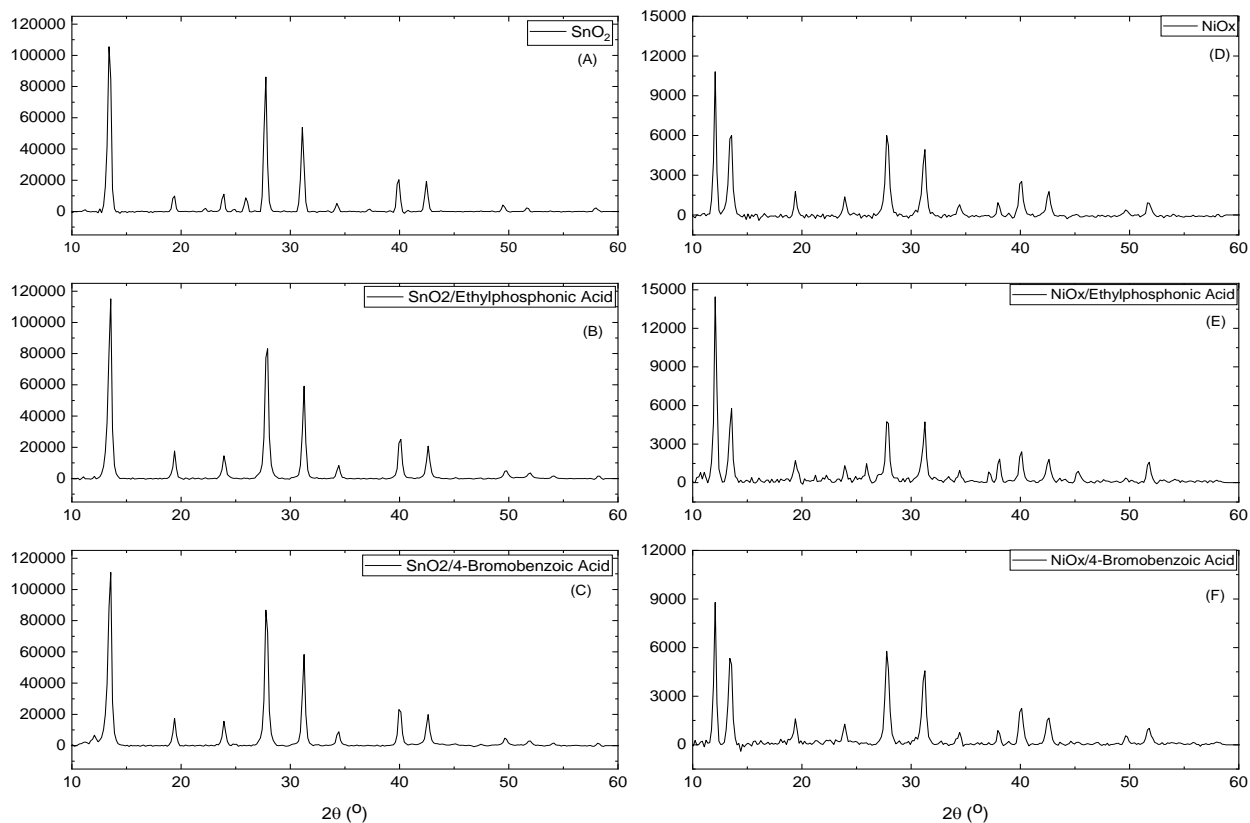 120000
100000
80000
60000
40000
20000
0
10 20 30 40 50 60
SnO2
(A)
15000
12000
9000
6000
3000
0
10 20 30 40 50 60
NiOx
(D)
120000
100000
80000
60000
40000
20000
0
10 20 30 40 50 60
SnO2/Ethylphosphonic Acid
(B)
15000
12000
9000
6000
3000
0
10 20 30 40 50 60
NiOx/Ethylphosphonic Acid
(E)
120000
100000
80000
60000
40000
20000
0
10 20 30 40 50 60
SnO2/4-Bromobenzoic Acid
(C)
2θ (O)
12000
9000
6000
3000
0
10 20 30 40 50 60
NiOx/4-Bromobenzoic Acid
(F)
2θ (O)